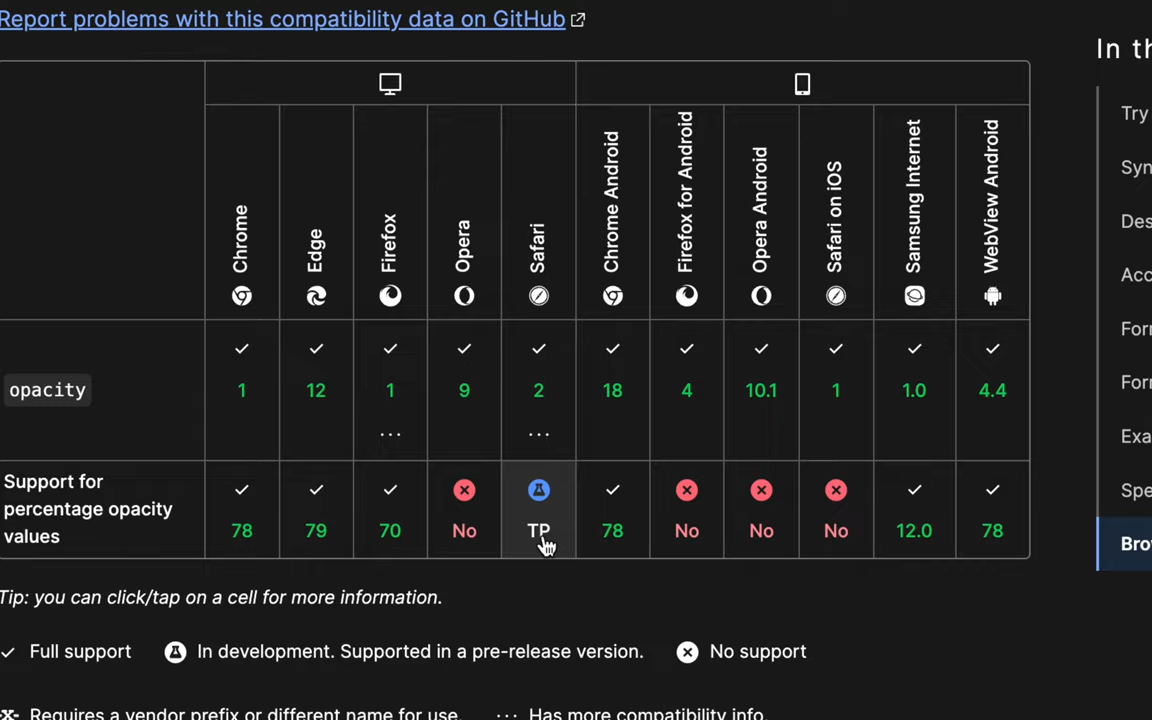 Report problems with this compatibility data on GitHub
In th
Chrome
Edge
Firefox
Opera
Safari
Chrome Android
Firefox for Android
Opera Android
Safari on iOS
Samsung Internet
WebView Android
opacity
1 12 1 9 2 18 4 10.1 1 1.0 4.4
... ...
Support for
percentage opacity
values
78 79 70 No TP 78 No No No 12.0 78
Tip: you can click/tap on a cell for more information.
Full support In development. Supported in a pre-release version. No support
Requires a vendor prefix or different name for use. ... Has more compatibility info.
Try
Syn
Des
Acc
For
For
Exa
Spe
Bro